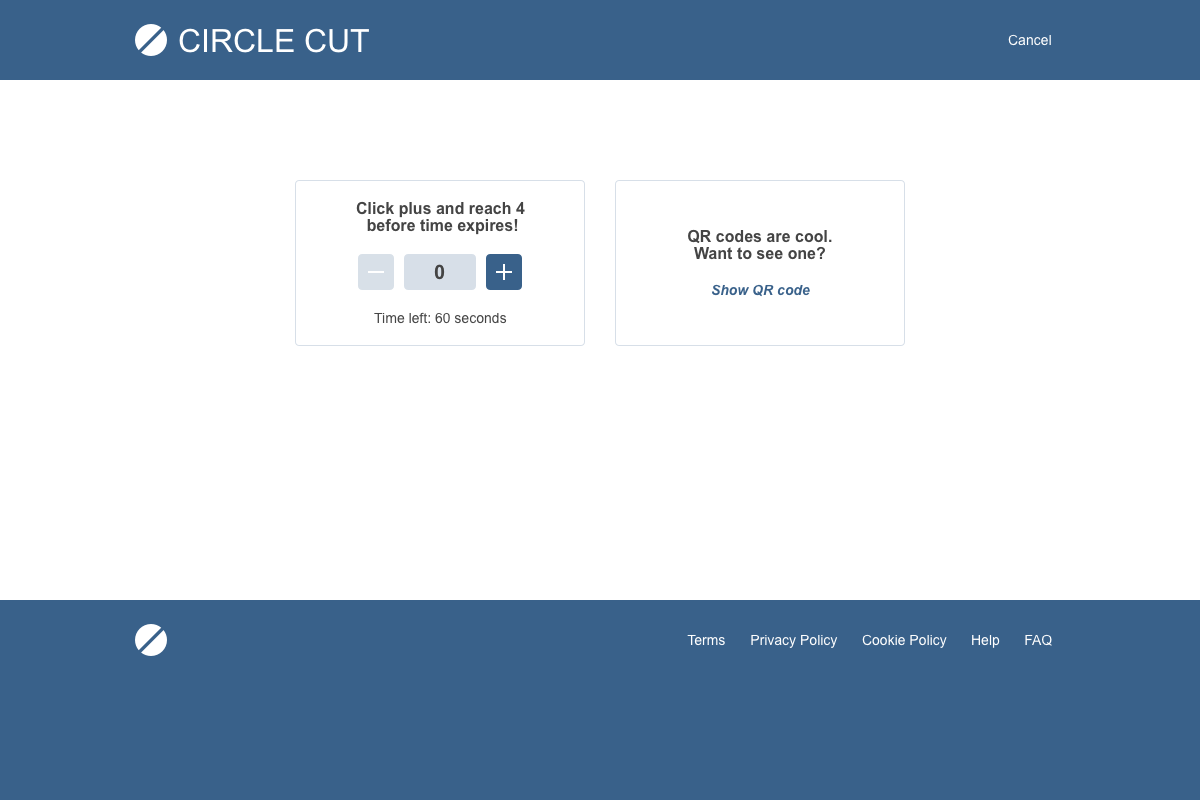 CIRCLE CUT
Cancel
Click plus and reach 4
before time expires!
0
Time left: 60 seconds
QR codes are cool.
Want to see one?
Show QR code
Terms
Privacy Policy
Cookie Policy
Help
FAQ